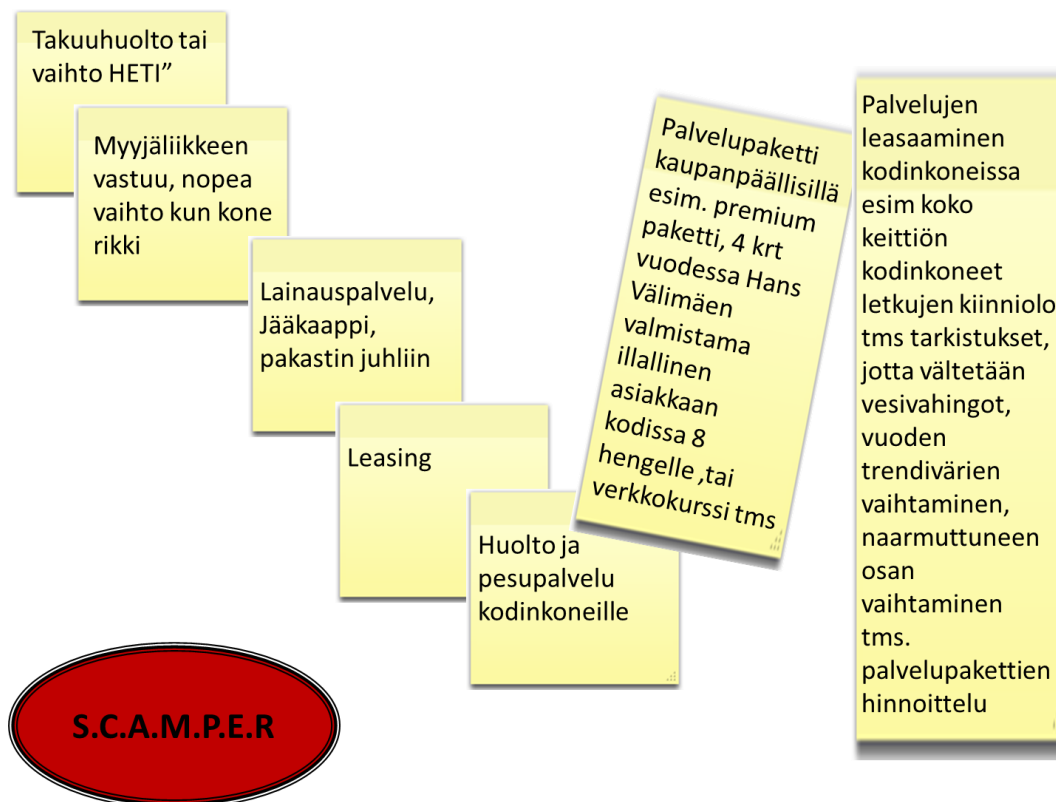 Takuuhuolto tai
vaihto HETI”
Myyjäliikkeen
vastuu, nopea
vaihto kun kone
rikki
Lainauspalvelu,
Jääkaappi,
pakastin juhliin
Leasing
Huolto ja
pesupalvelu
kodinkoneille
Palvelupaketti
kaupanpäällisillä
esim. premium
paketti, 4 krt
vuodessa Hans
Välimäen
valmistama
illallinen
asiakkaan
kodissa 8
hengelle ,tai
verkkokurssi tms
Palvelujen
leasaaminen
kodinkoneissa
esim koko
keittiön
kodinkoneet
letkujen kiinniolo
tms tarkistukset,
jotta vältetään
vesivahingot,
vuoden
trendivärien
vaihtaminen,
naarmuttuneen
osan
vaihtaminen
tms.
palvelupakettien
hinnoittelu
S.C.A.M.P.E.R